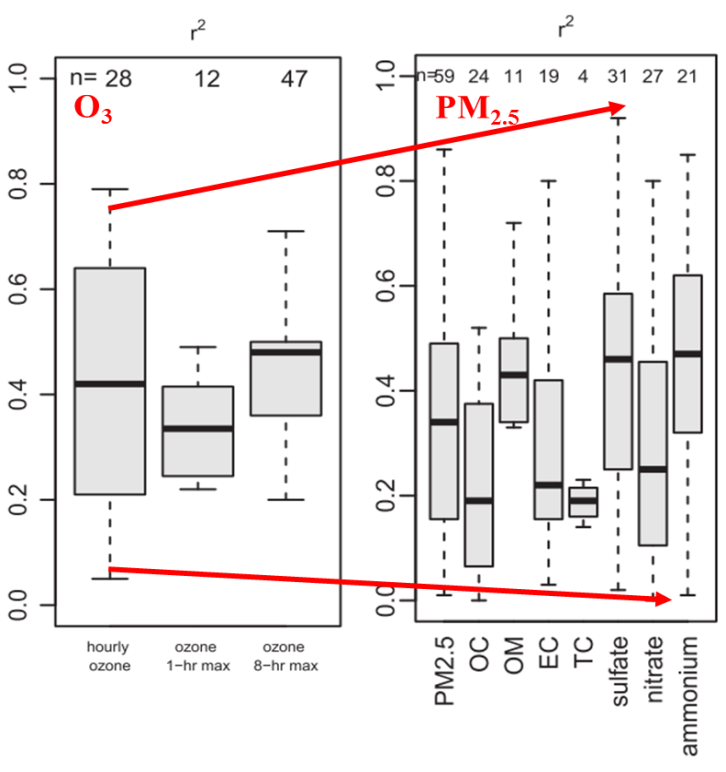 r²
n= 28 12 47
O₃
1.0
0.8
0.6
0.4
0.2
0.0
hourly ozone
ozone 1−hr max
ozone 8−hr max
r²
n=59 24 11 19 4 31 27 21
PM₂.₅
1.0
0.8
0.6
0.4
0.2
0.0
PM2.5
OC
OM
EC
TC
sulfate
nitrate
ammonium